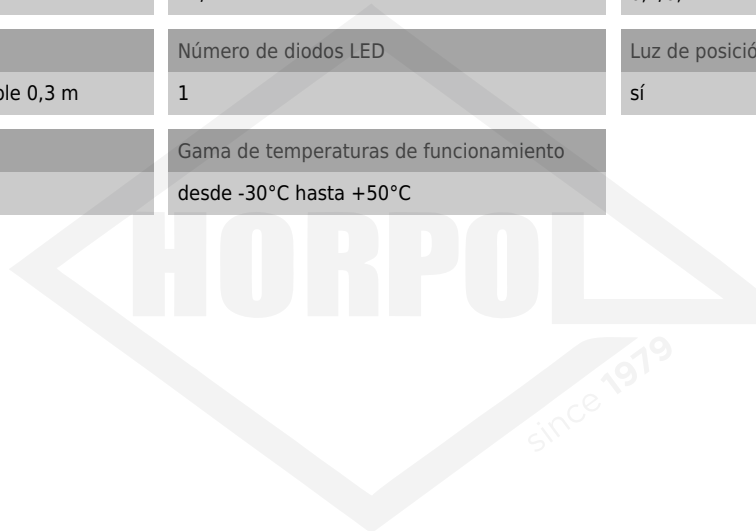 Número de diodos LED
Luz de posició
ble 0,3 m
1
sí
Gama de temperaturas de funcionamiento
desde -30°C hasta +50°C
HORPOL
since 1979